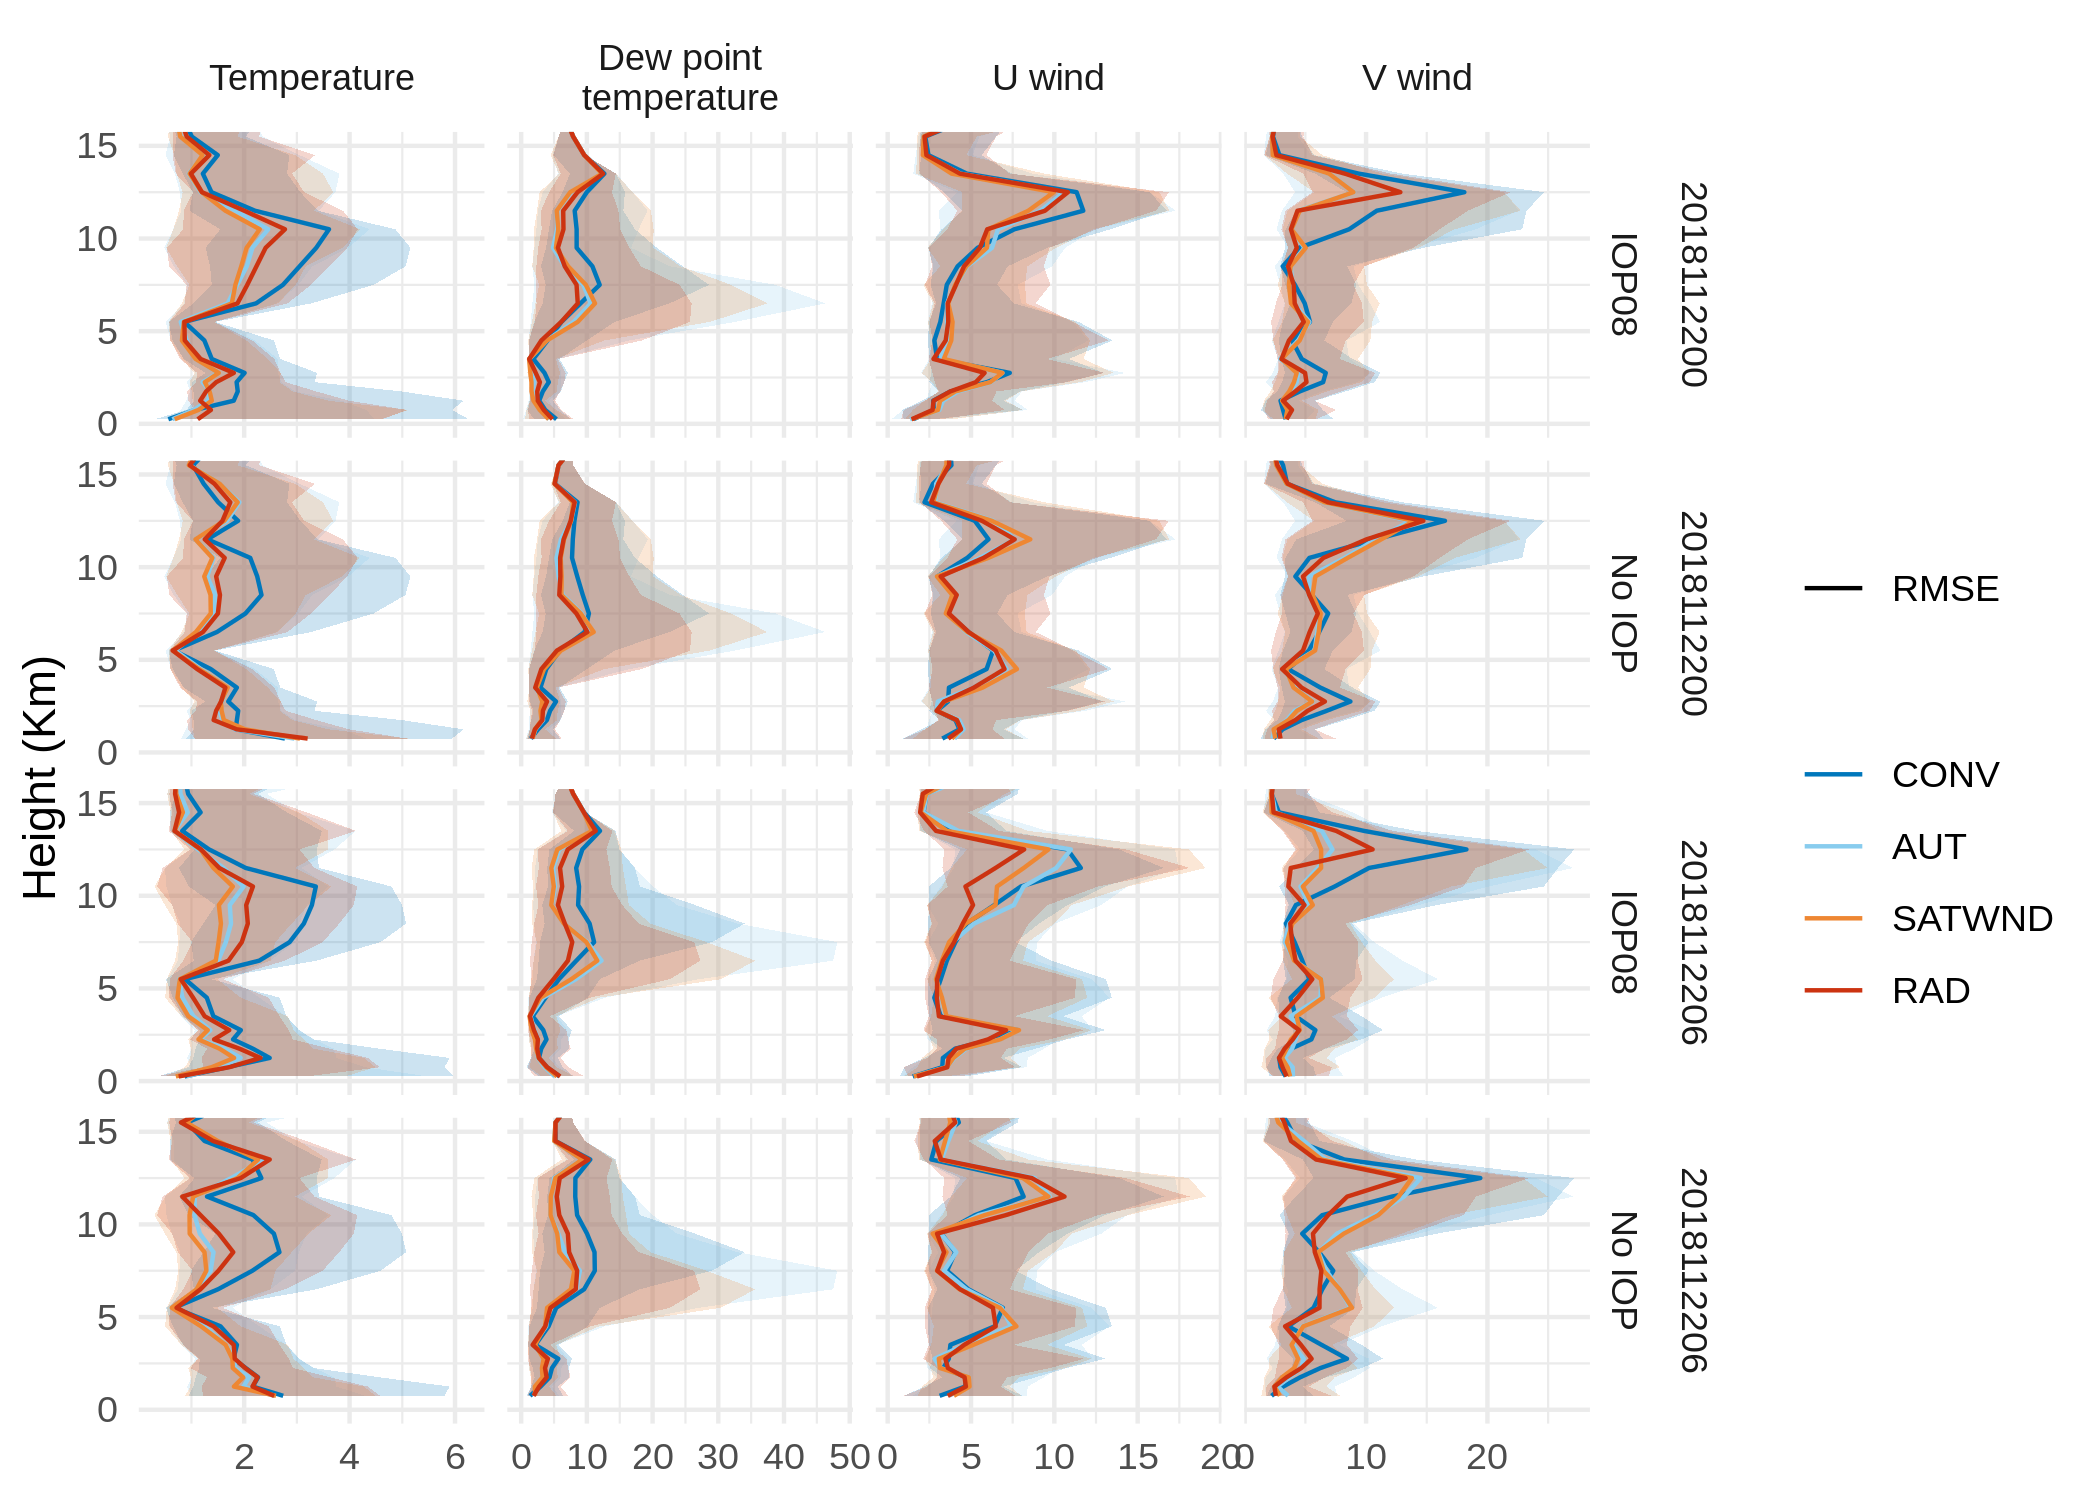 Temperature
Dew point
temperature
U wind
V wind
15
10
5
0
IOP08
2018112200
15
10
5
0
No IOP
2018112200
15
10
5
0
IOP08
2018112206
15
10
5
0
No IOP
2018112206
Height (Km)
2 4 6
0 10 20 30 40 50
0 5 10 15 20
0 10 20
RMSE
CONV
AUT
SATWND
RAD